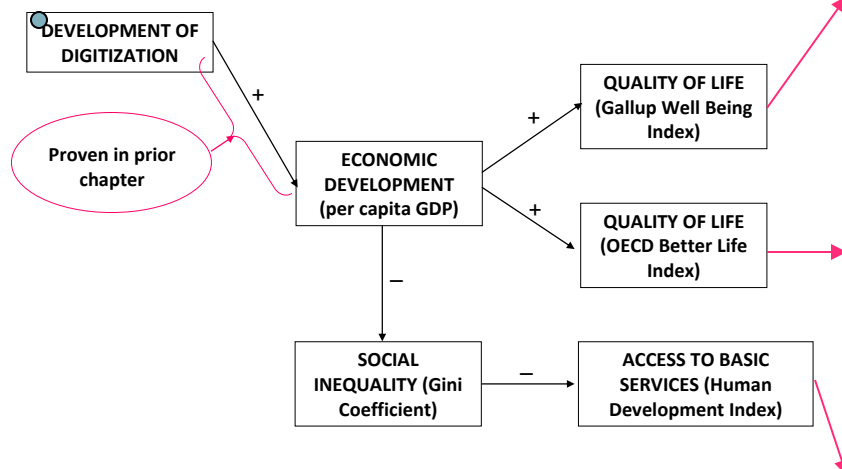 DEVELOPMENT OF
DIGITIZATION
+
Proven in prior
chapter
ECONOMIC
DEVELOPMENT
(per capita GDP)
+
QUALITY OF LIFE
(Gallup Well Being
Index)
+
QUALITY OF LIFE
(OECD Better Life
Index)
–
SOCIAL
INEQUALITY (Gini
Coefficient)
–
ACCESS TO BASIC
SERVICES (Human
Development Index)